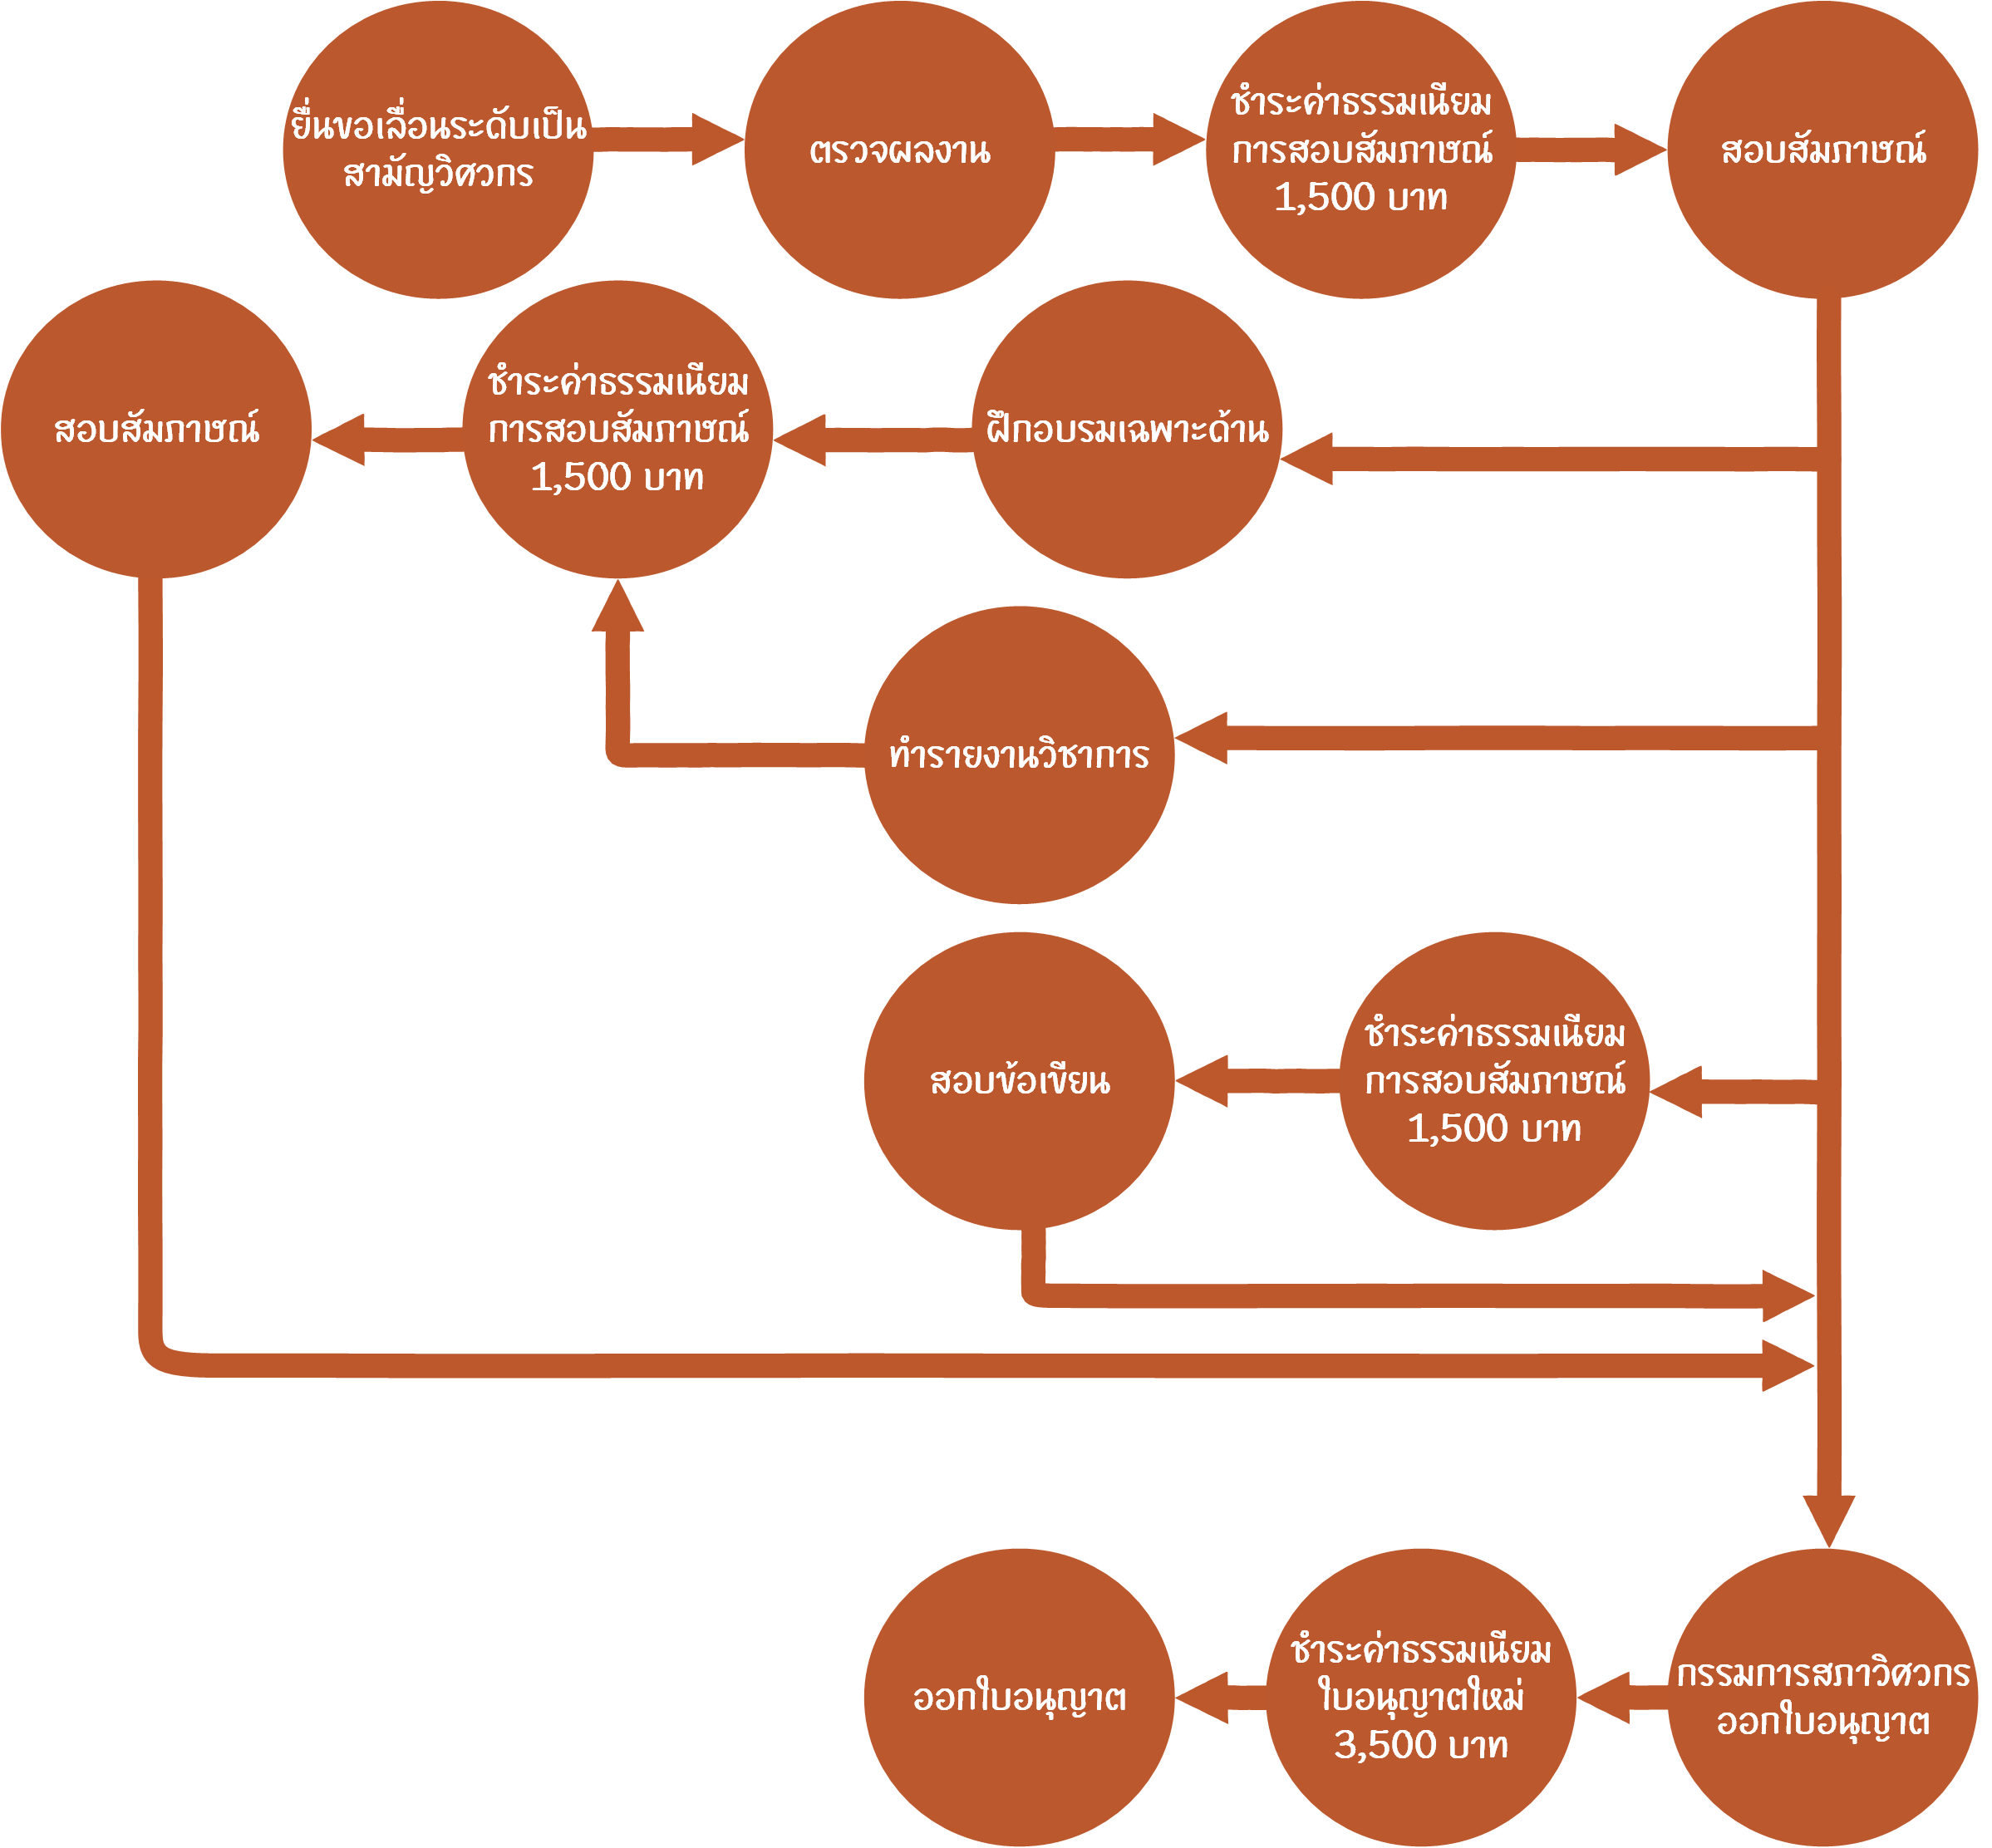 ยื่นขอเลื่อนระดับเป็น
สามัญวิศวกร
ตรวจผลงาน
ชำระค่าธรรมเนียม
การสอบสัมภาษณ์
1,500 บาท
สอบสัมภาษณ์
สอบสัมภาษณ์
ชำระค่าธรรมเนียม
การสอบสัมภาษณ์
1,500 บาท
ฝึกอบรมเฉพาะด้าน
ทำรายงานวิชาการ
สอบข้อเขียน
ชำระค่าธรรมเนียม
การสอบสัมภาษณ์
1,500 บาท
ออกใบอนุญาต
ชำระค่าธรรมเนียม
ใบอนุญาตใหม่
3,500 บาท
กรรมการสภาวิศวกร
ออกใบอนุญาต